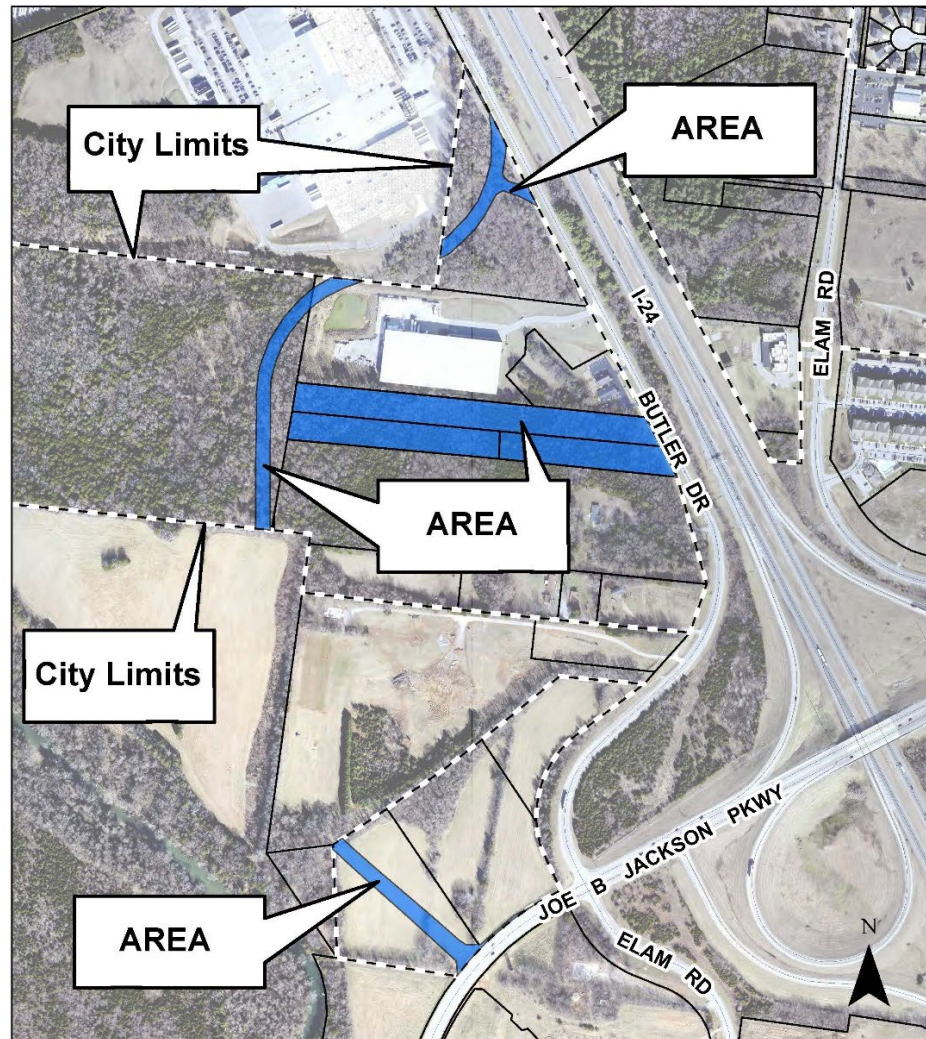 City Limits
AREA
I-24
ELAM RD
BUTLER DR
AREA
City Limits
JOE B JACKSON PKWY
AREA
ELAM RD
N